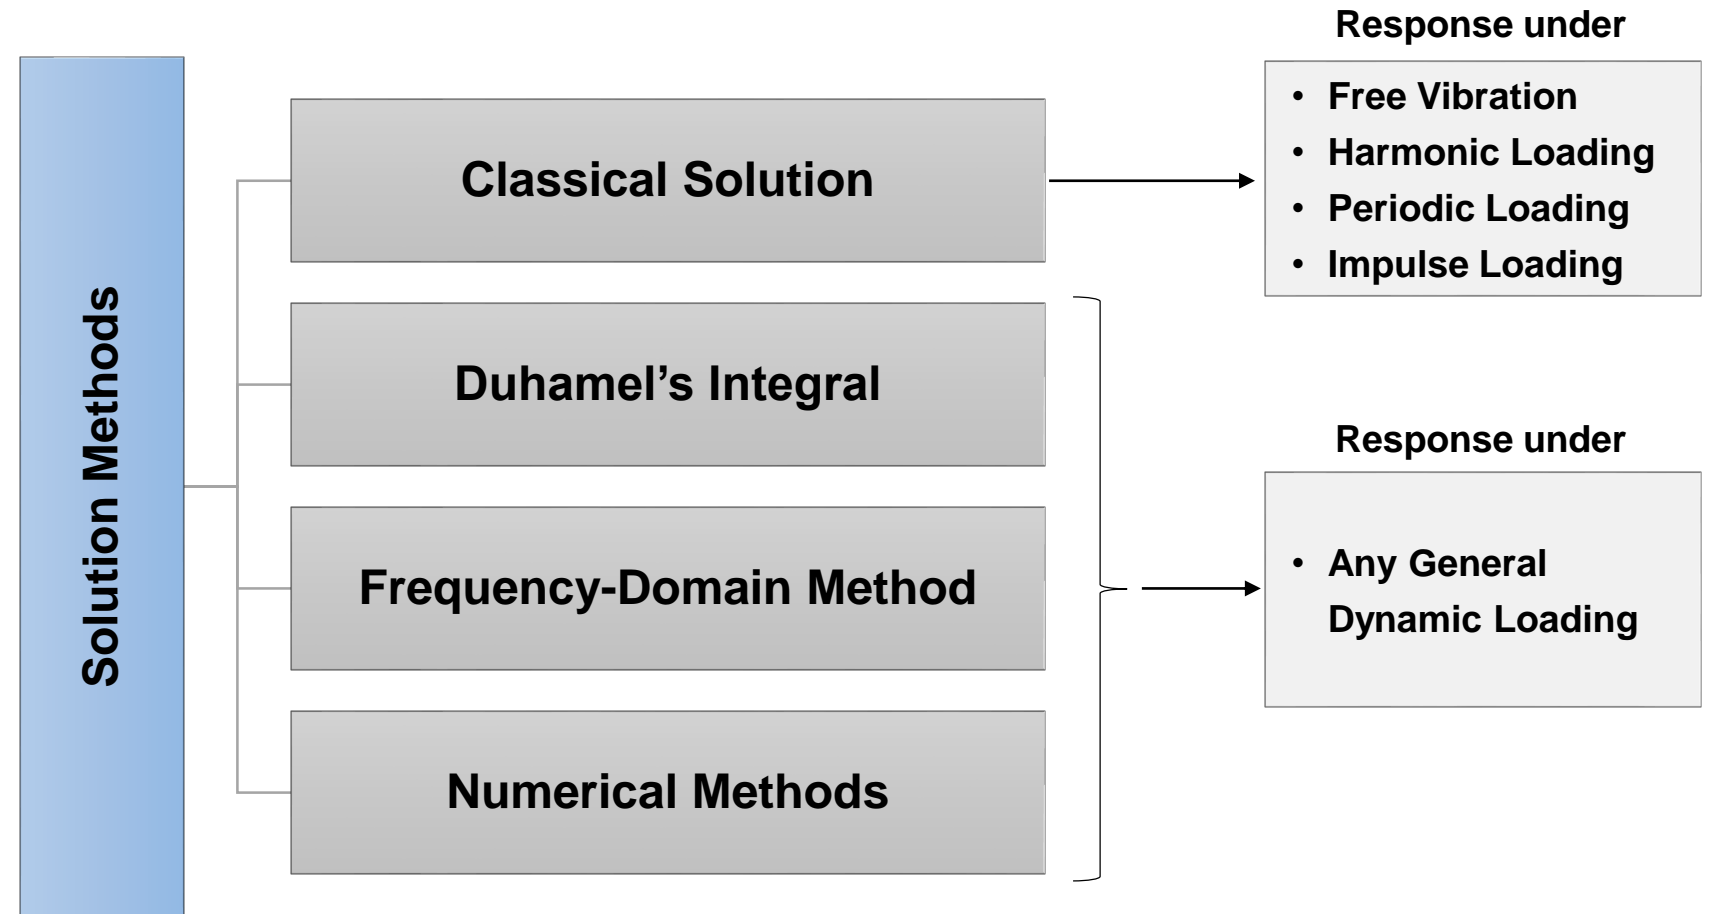 Solution Methods
Classical Solution
Duhamel’s Integral
Frequency-Domain Method
Numerical Methods
Response under
• Free Vibration
• Harmonic Loading
• Periodic Loading
• Impulse Loading
Response under
• Any General
Dynamic Loading